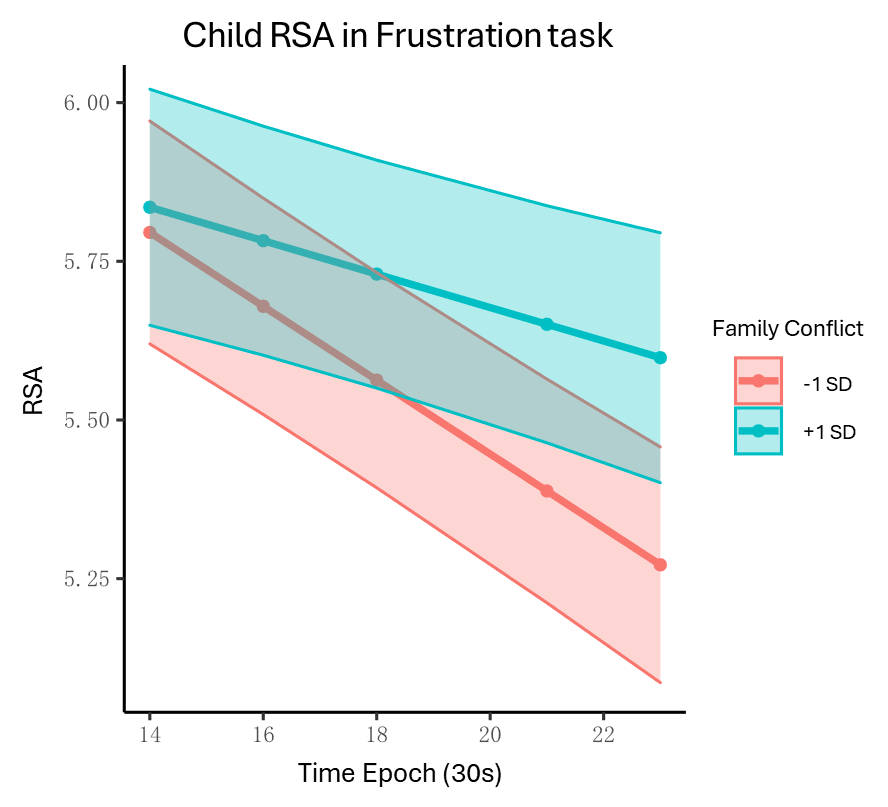 Child RSA in Frustration task
6.00
5.75
5.50
5.25
RSA
14 16 18 20 22
Time Epoch (30s)
Family Conflict
-1 SD
+1 SD